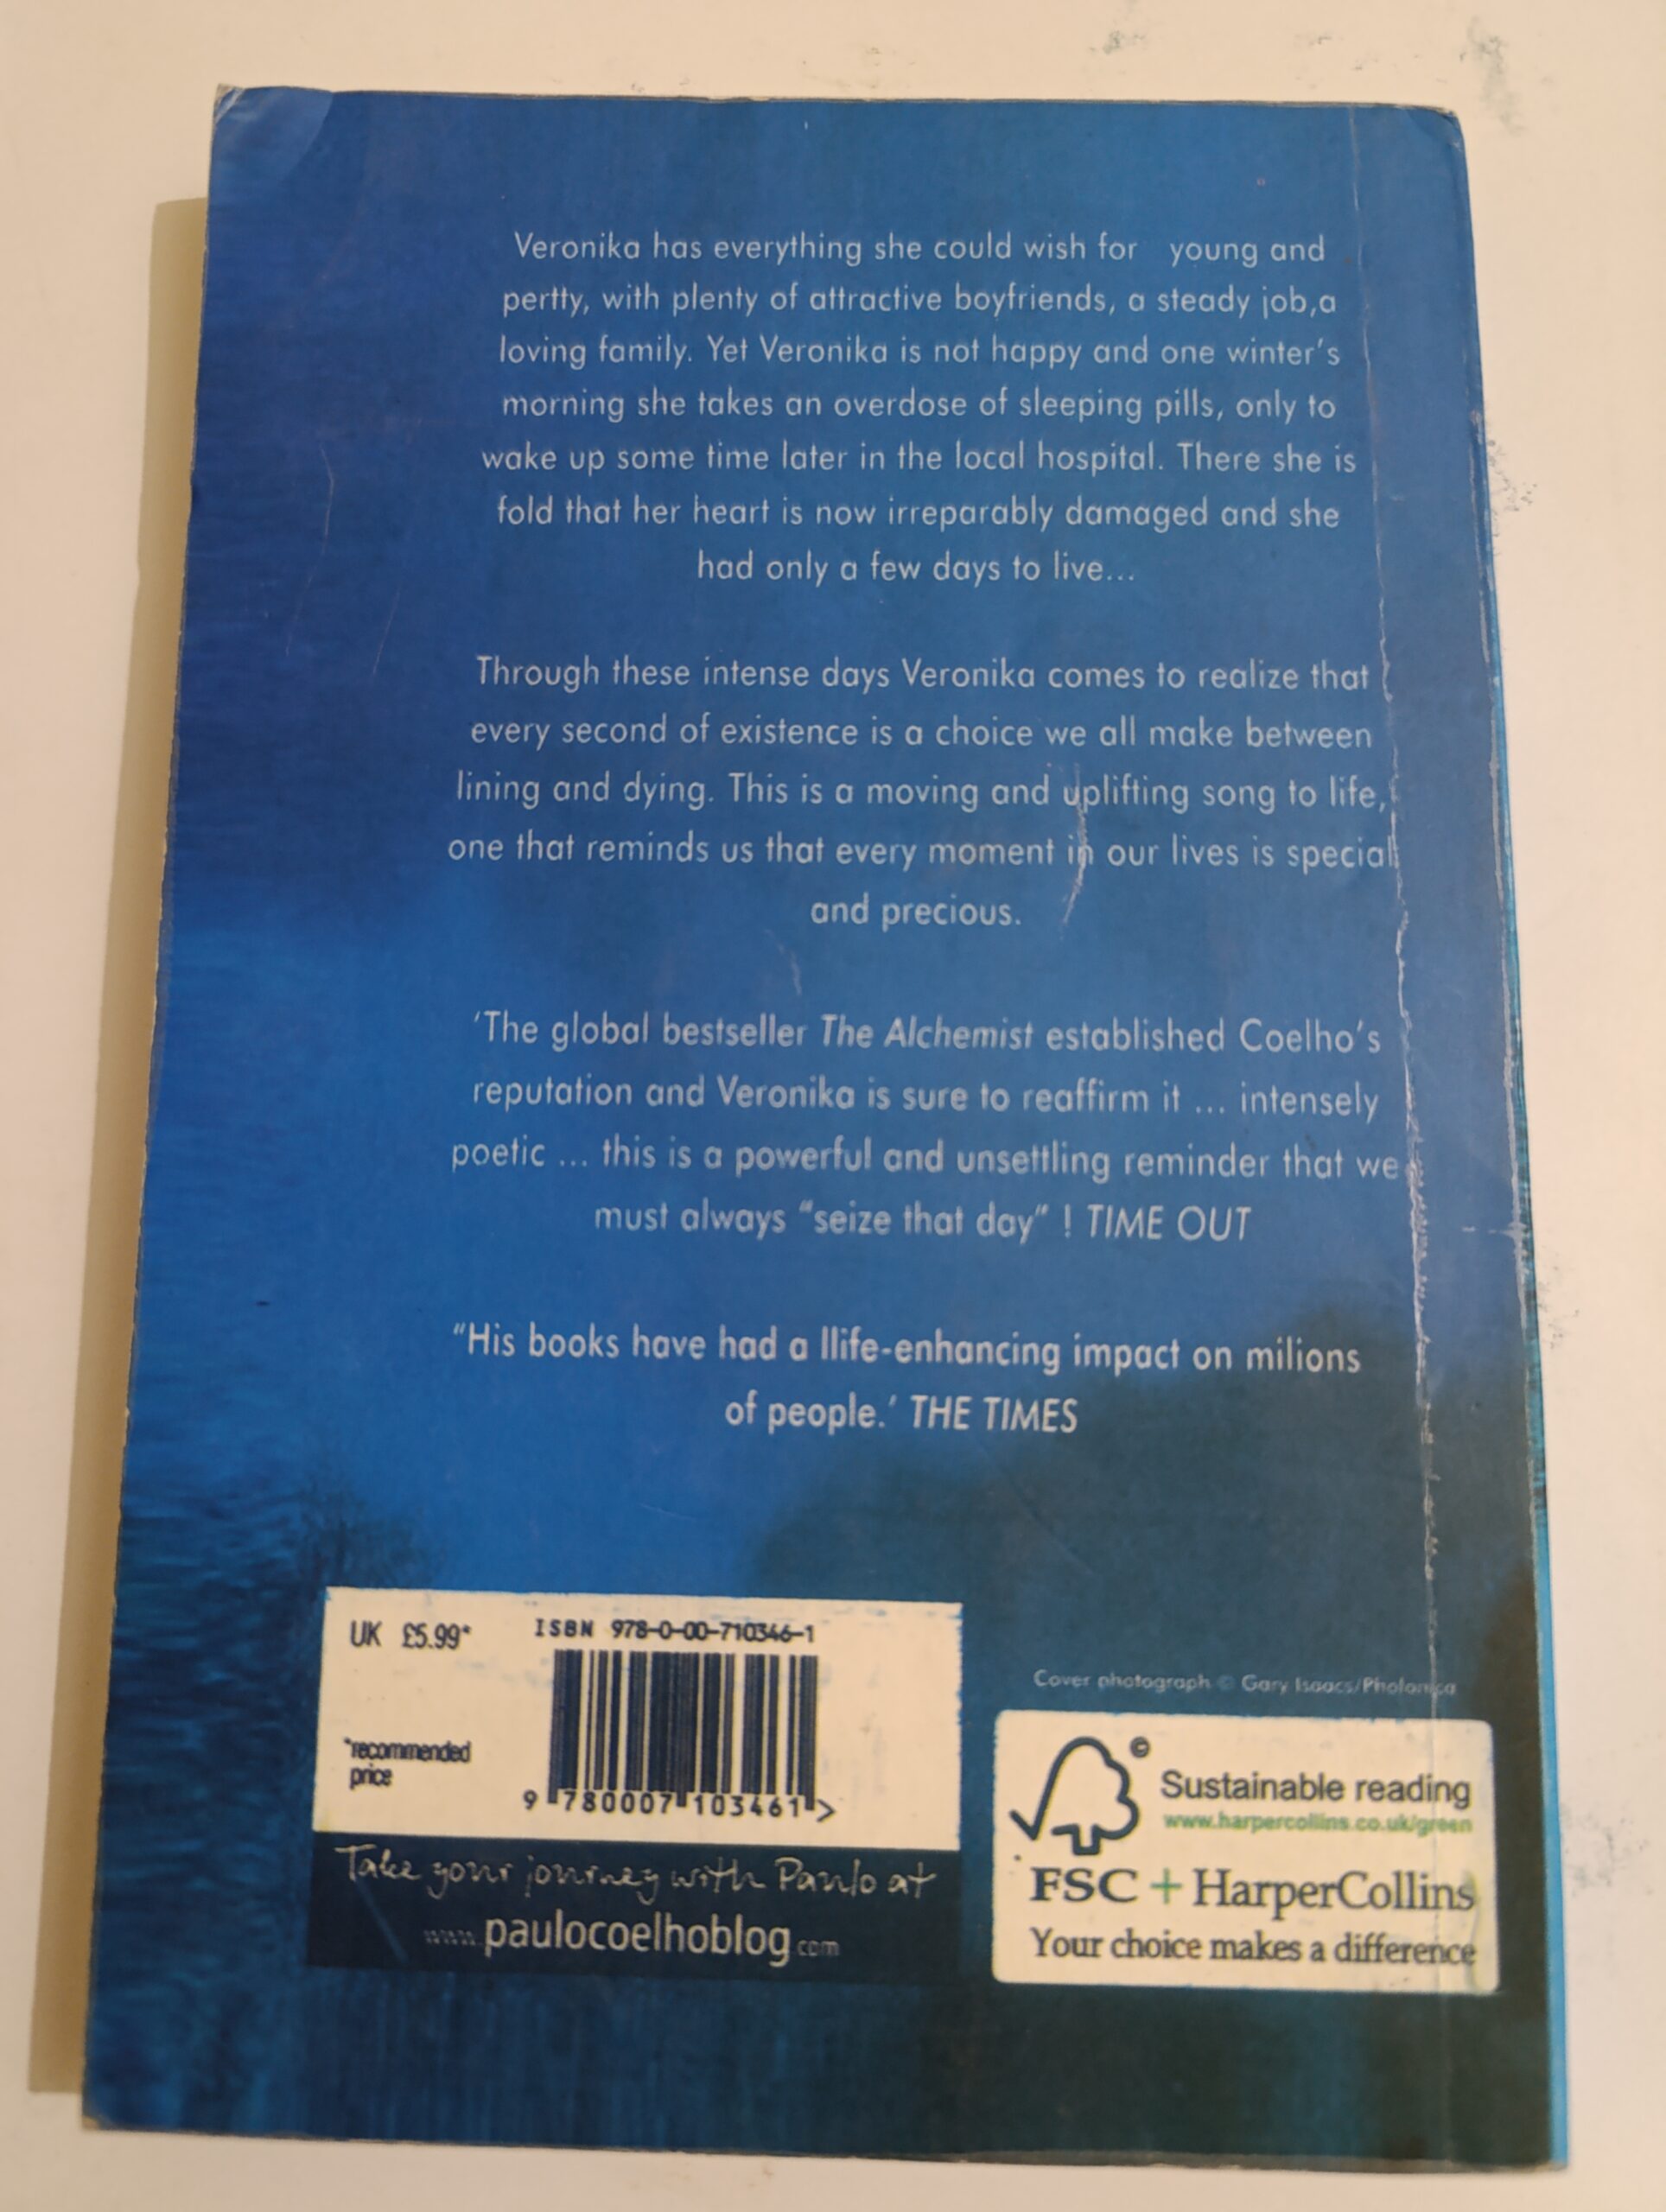 Veronika has everything she could wish for young and
pertty, with plenty of attractive boyfriends, a steady job,a
loving family. Yet Veronika is not happy and one winter's
morning she takes an overdose of sleeping pills, only to
wake up some time later in the local hospital. There she is
fold that her heart is now irreparably damaged and she
had only a few days to live...
Through these intense days Veronika comes to realize that
every second of existence is a choice we all make between
lining and dying. This is a moving and uplifting song to life,
one that reminds us that every moment in our lives is special
and precious.
'The global bestseller The Alchemist established Coelho's
reputation and Veronika is sure to reaffirm it ... intensely
poetic ... this is a powerful and unsettling reminder that we
must always "seize that day" ! TIME OUT
"His books have had a llife-enhancing impact on milions
of people.' THE TIMES
UK £5.99*
ISBN 978-0-00-710346-1
*recommended
price
9 780007 103461 >
Take your journey with Paulo at
www.paulocoelhoblog.com
Cover photograph © Gary Isaacs/Pholonica
©
Sustainable reading
www.harpercollins.co.uk/green
FSC + HarperCollins
Your choice makes a difference